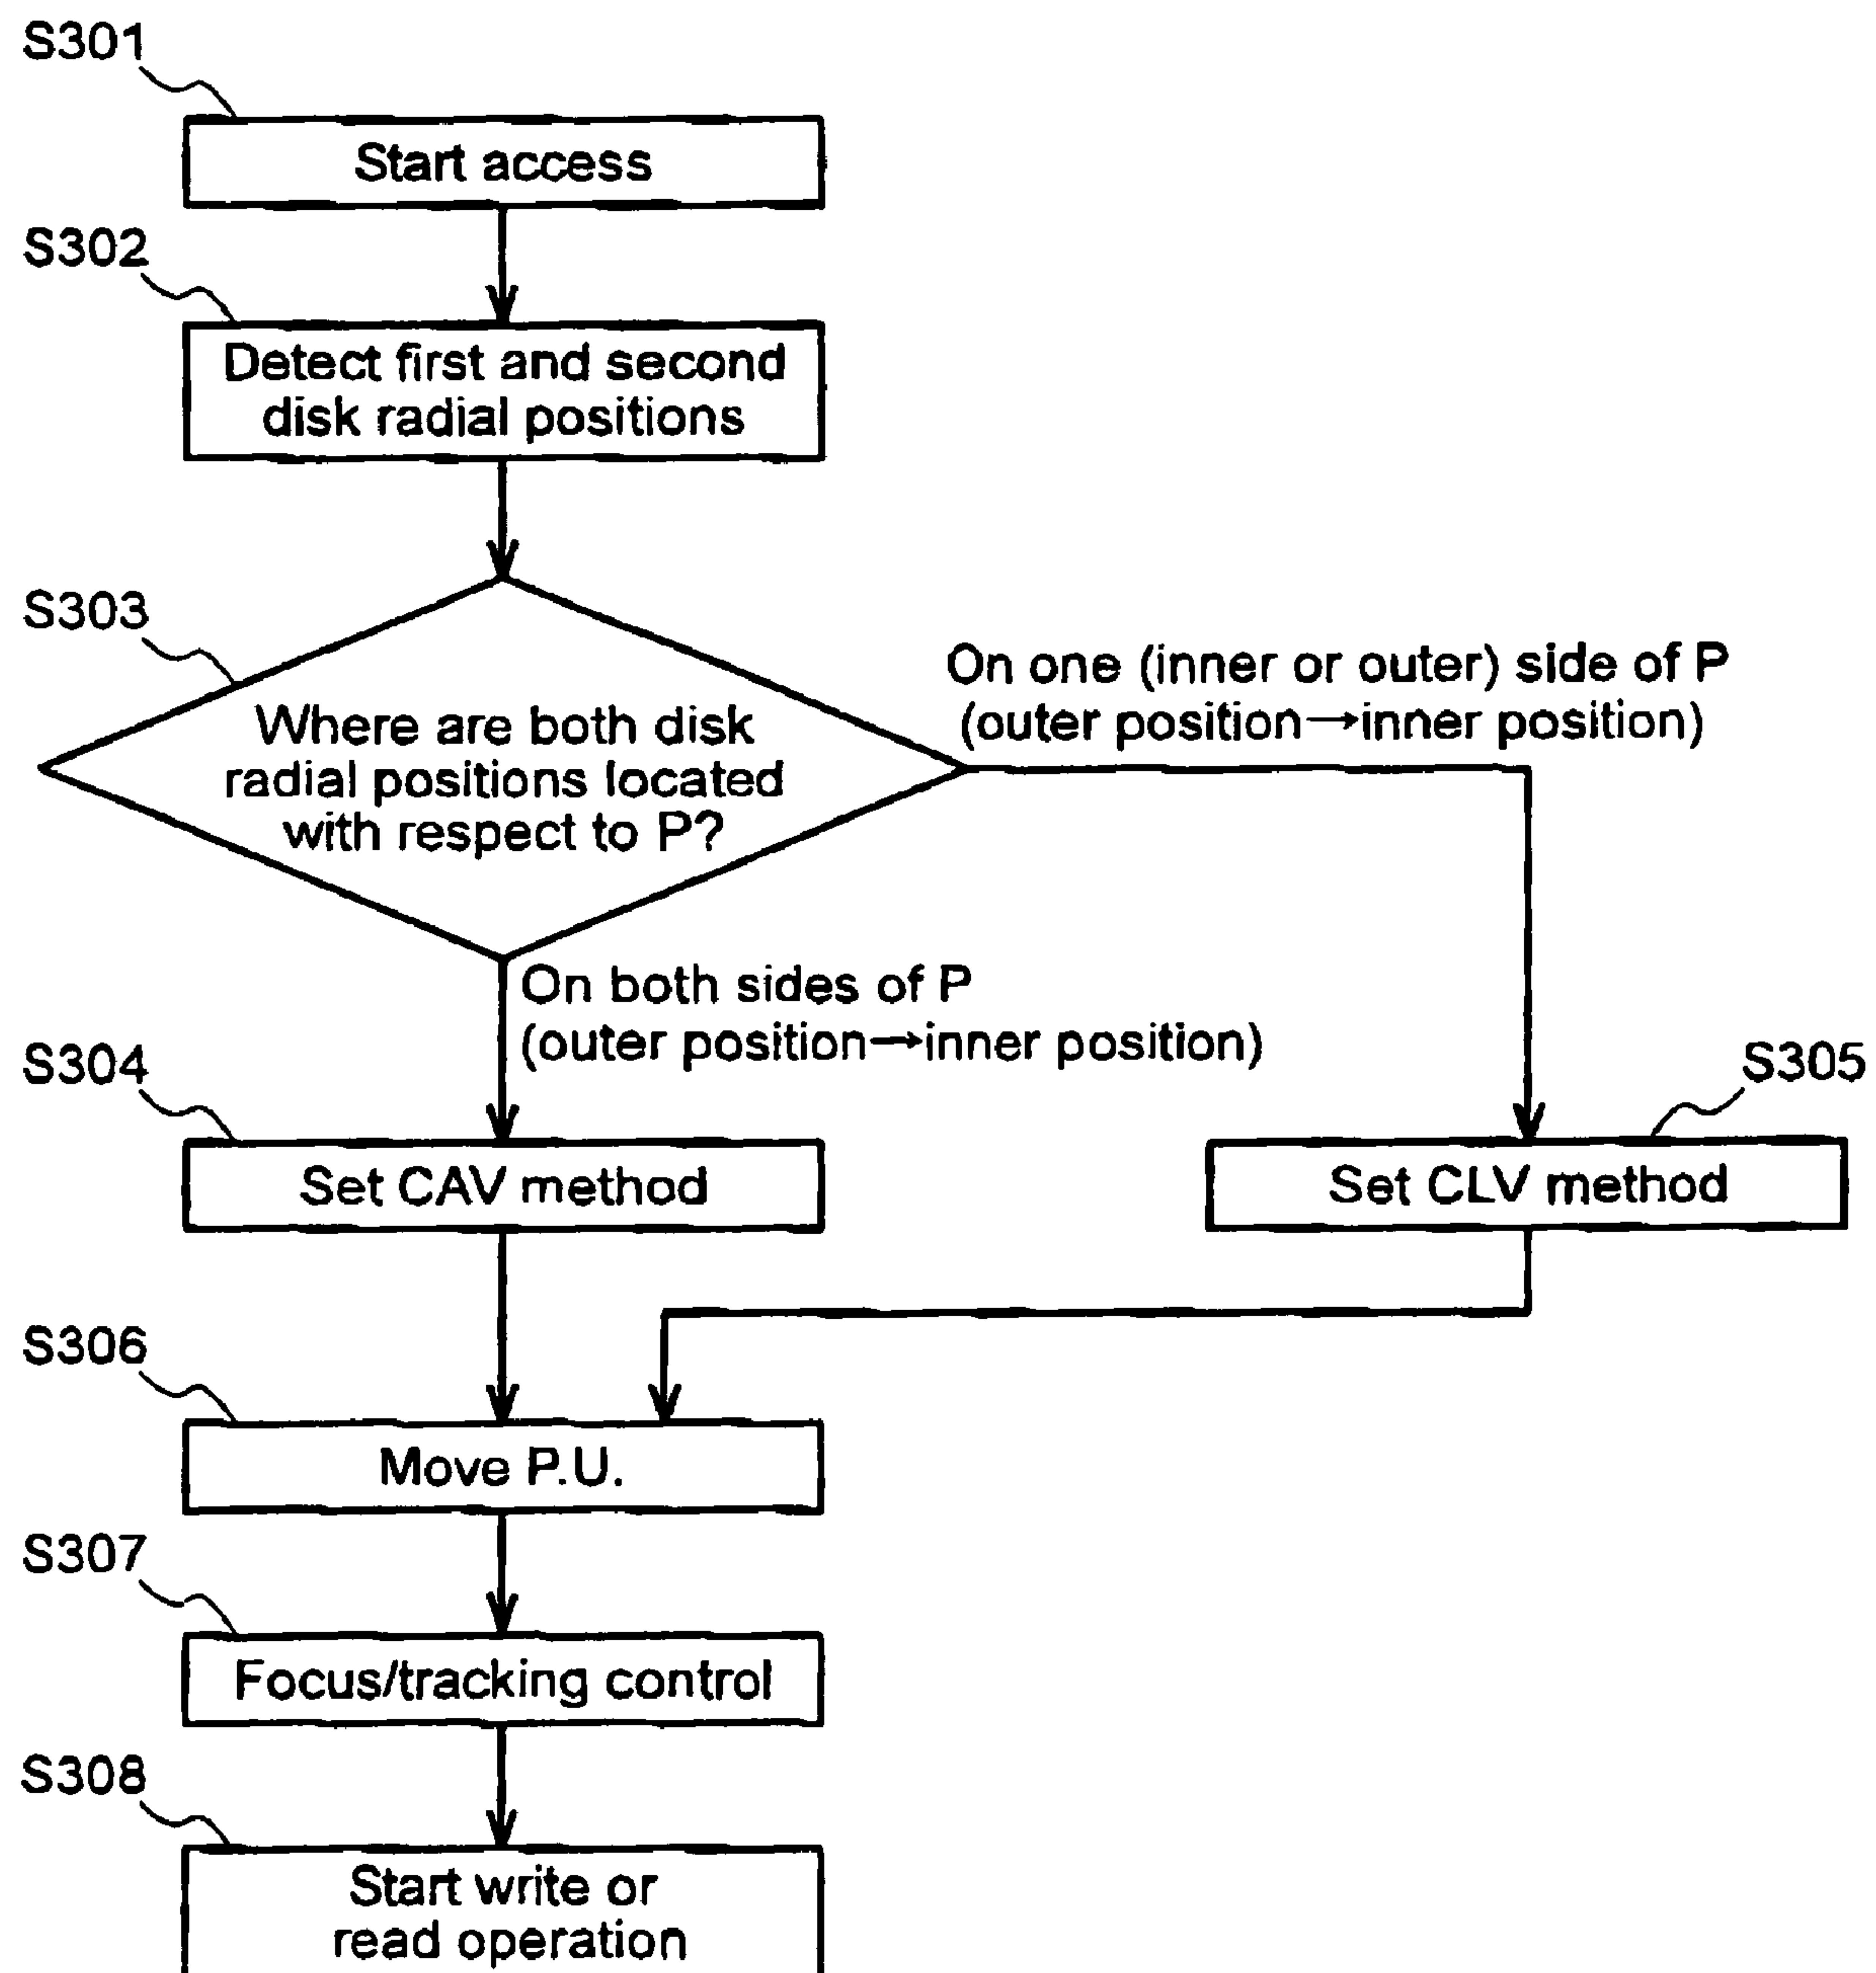 S301
Start access
S302
Detect first and second
disk radial positions
S303
Where are both disk
radial positions located
with respect to P?
On one (inner or outer) side of P
(outer position→inner position)
On both sides of P
(outer position→inner position)
S304
Set CAV method
S305
Set CLV method
S306
Move P.U.
S307
Focus/tracking control
S308
Start write or
read operation